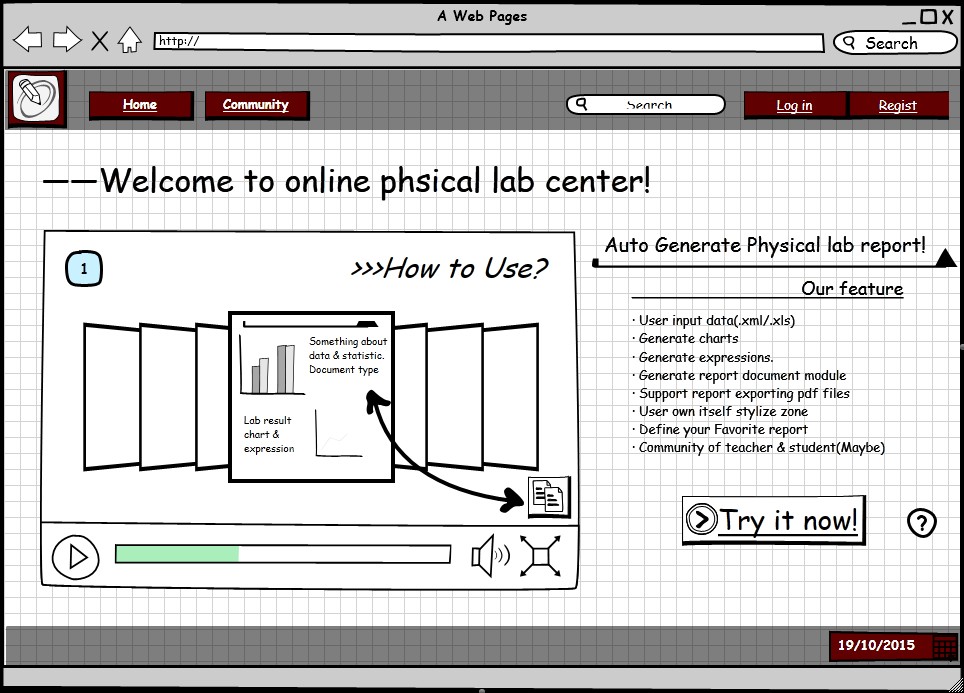 A Web Pages
http://
Search
Home
Community
Search
Log in
Regist
——Welcome to online phsical lab center!
1
>>>How to Use?
Something about
data & statistic.
Document type
Lab result
chart &
expression
Auto Generate Physical lab report!
Our feature
· User input data(.xml/.xls)
· Generate charts
· Generate expressions.
· Generate report document module
· Support report exporting pdf files
· User own itself stylize zone
· Define your Favorite report
· Community of teacher & student(Maybe)
Try it now!
?
19/10/2015